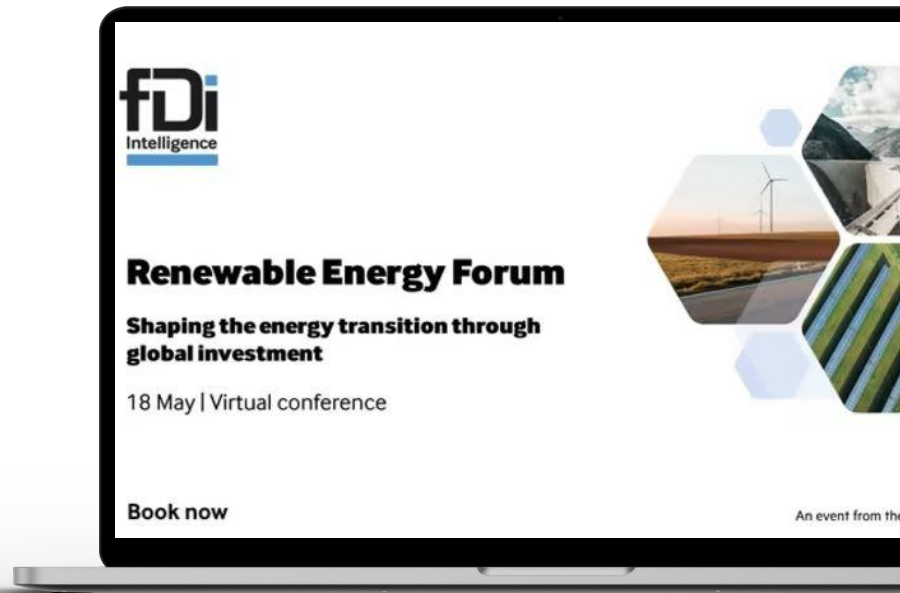 fDi
Intelligence
Renewable Energy Forum
Shaping the energy transition through
global investment
18 May | Virtual conference
Book now
An event from the